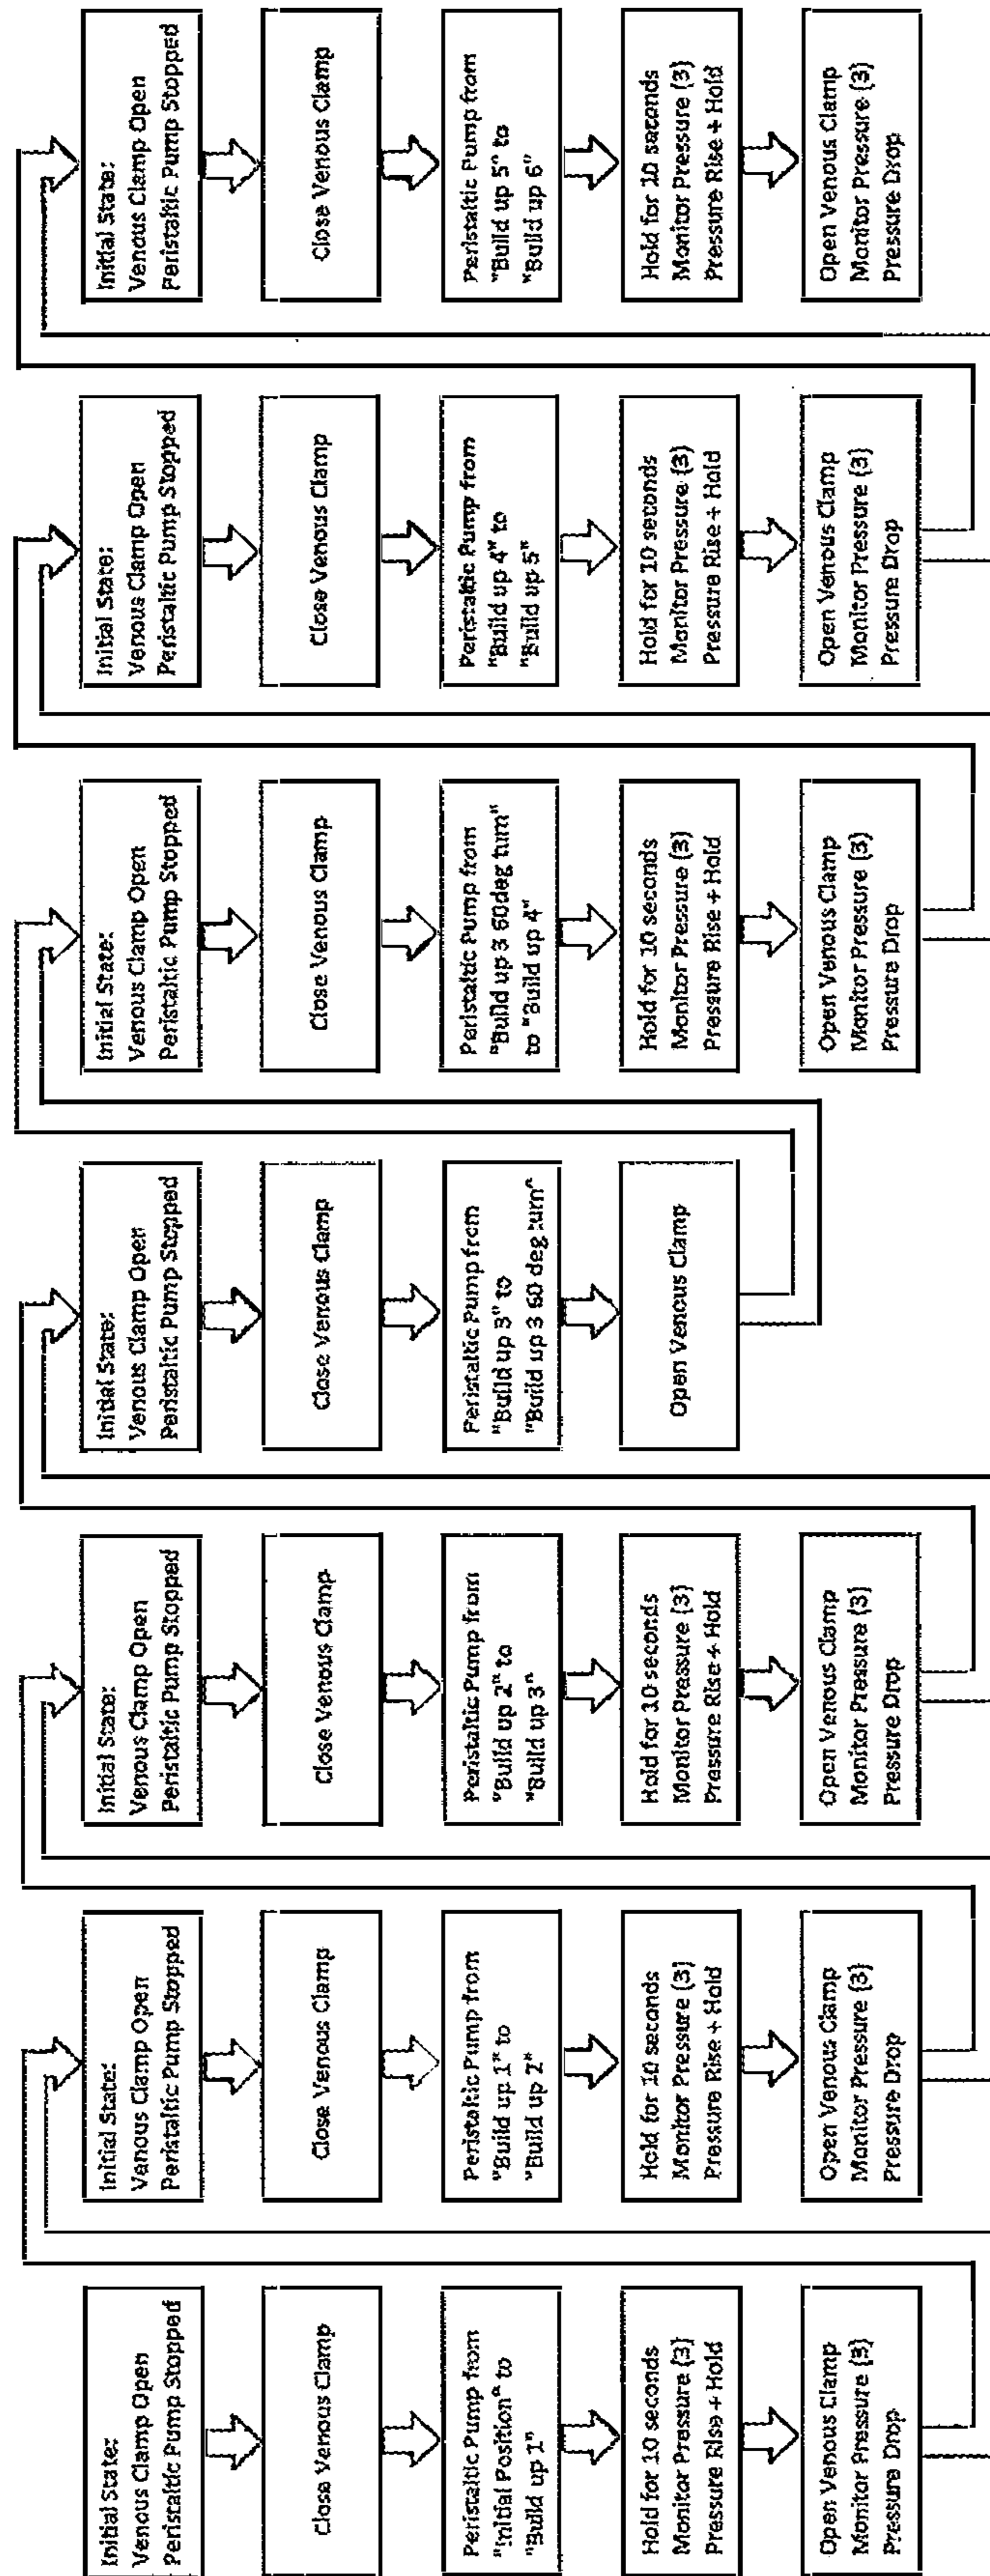 Initial State:
Venous Clamp Open
Peristaltic Pump Stopped
Close Venous Clamp
Peristaltic Pump from
"Initial Position" to
"Build up 1"
Hold for 10 seconds
Monitor Pressure (3)
Pressure Rise + Hold
Open Venous Clamp
Monitor Pressure (3)
Pressure Drop
Initial State:
Venous Clamp Open
Peristaltic Pump Stopped
Close Venous Clamp
Peristaltic Pump from
"Build up 1" to
"Build up 2"
Hold for 10 seconds
Monitor Pressure (3)
Pressure Rise + Hold
Open Venous Clamp
Monitor Pressure (3)
Pressure Drop
Initial State:
Venous Clamp Open
Peristaltic Pump Stopped
Close Venous Clamp
Peristaltic Pump from
"Build up 2" to
"Build up 3"
Hold for 10 seconds
Monitor Pressure (3)
Pressure Rise + Hold
Open Venous Clamp
Monitor Pressure (3)
Pressure Drop
Initial State:
Venous Clamp Open
Peristaltic Pump Stopped
Close Venous Clamp
Peristaltic Pump from
"Build up 3" to
"Build up 3 60 deg turn"
Open Venous Clamp
Initial State:
Venous Clamp Open
Peristaltic Pump Stopped
Close Venous Clamp
Peristaltic Pump from
"Build up 3 60deg turn"
to "Build up 4"
Hold for 10 seconds
Monitor Pressure (3)
Pressure Rise + Hold
Open Venous Clamp
Monitor Pressure (3)
Pressure Drop
Initial State:
Venous Clamp Open
Peristaltic Pump Stopped
Close Venous Clamp
Peristaltic Pump from
"Build up 4" to
"Build up 5"
Hold for 10 seconds
Monitor Pressure (3)
Pressure Rise + Hold
Open Venous Clamp
Monitor Pressure (3)
Pressure Drop
Initial State:
Venous Clamp Open
Peristaltic Pump Stopped
Close Venous Clamp
Peristaltic Pump from
"Build up 5" to
"Build up 6"
Hold for 10 seconds
Monitor Pressure (3)
Pressure Rise + Hold
Open Venous Clamp
Monitor Pressure (3)
Pressure Drop